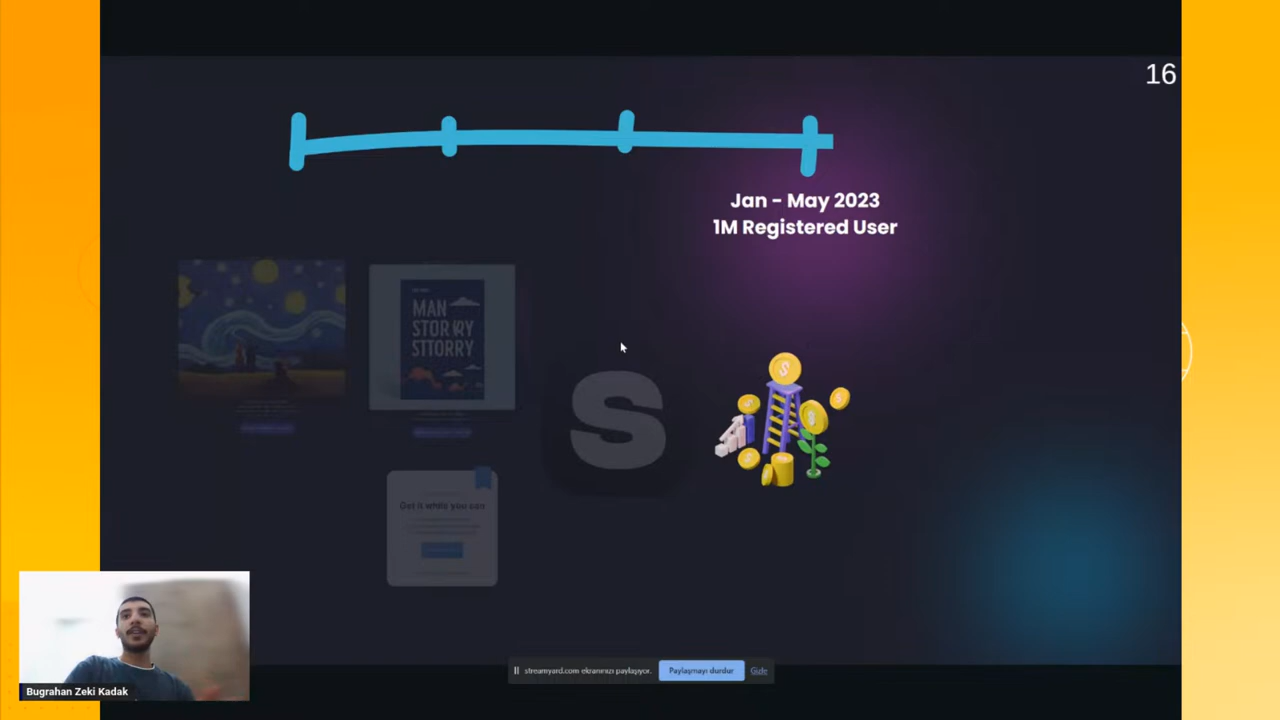 16
Jan - May 2023
1M Registered User
MAN
STORRY
STTORRY
S
Get it while you can
streamyard.com ekranınızı paylaşıyor.
Paylaşmayı durdur
Gizle
Bugrahan Zeki Kadak